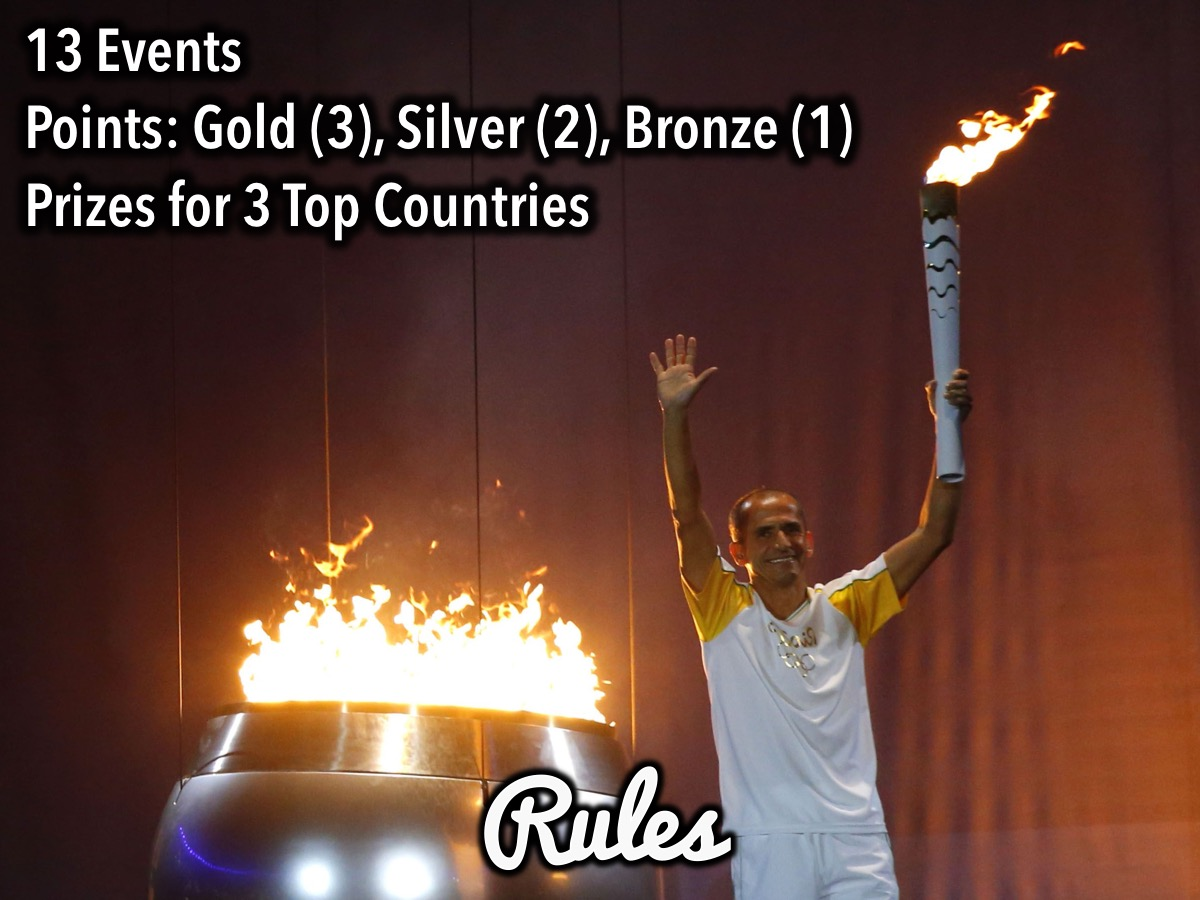 13 Events
Points: Gold (3), Silver (2), Bronze (1)
Prizes for 3 Top Countries
Rules